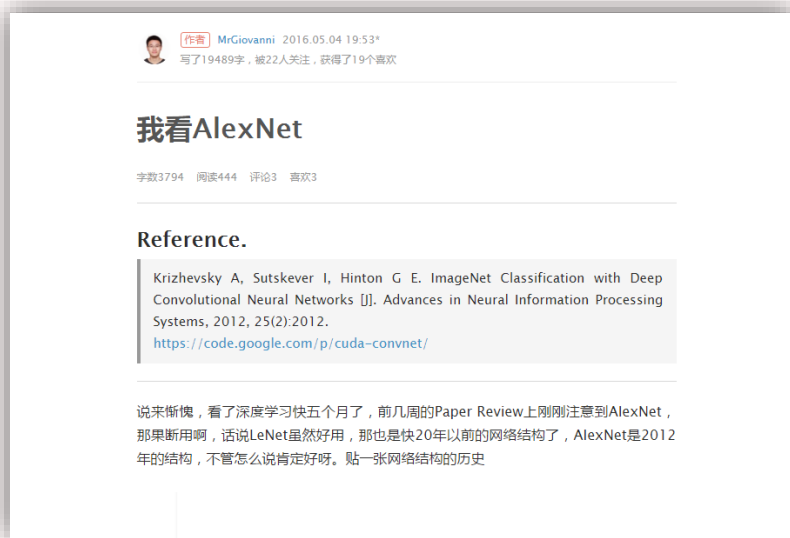 作者 MrGiovanni 2016.05.04 19:53*
写了19489字，被22人关注，获得了19个喜欢
我看AlexNet
字数3794 阅读444 评论3 喜欢3
Reference.
Krizhevsky A, Sutskever I, Hinton G E. ImageNet Classification with Deep
Convolutional Neural Networks [J]. Advances in Neural Information Processing
Systems, 2012, 25(2):2012.
https://code.google.com/p/cuda-convnet/
说来惭愧，看了深度学习快五个月了，前几周的Paper Review上刚刚注意到AlexNet，
那果断用啊，话说LeNet虽然好用，那也是快20年以前的网络结构了，AlexNet是2012
年的结构，不管怎么说肯定好呀。贴一张网络结构的历史